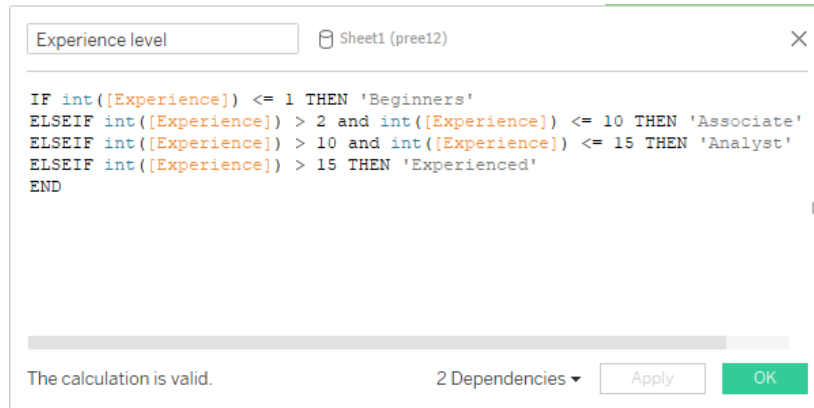 Experience level
Sheet1 (pree12)
IF int([Experience]) <= 1 THEN 'Beginners'
ELSEIF int([Experience]) > 2 and int([Experience]) <= 10 THEN 'Associate'
ELSEIF int([Experience]) > 10 and int([Experience]) <= 15 THEN 'Analyst'
ELSEIF int([Experience]) > 15 THEN 'Experienced'
END
The calculation is valid.
2 Dependencies
Apply
OK